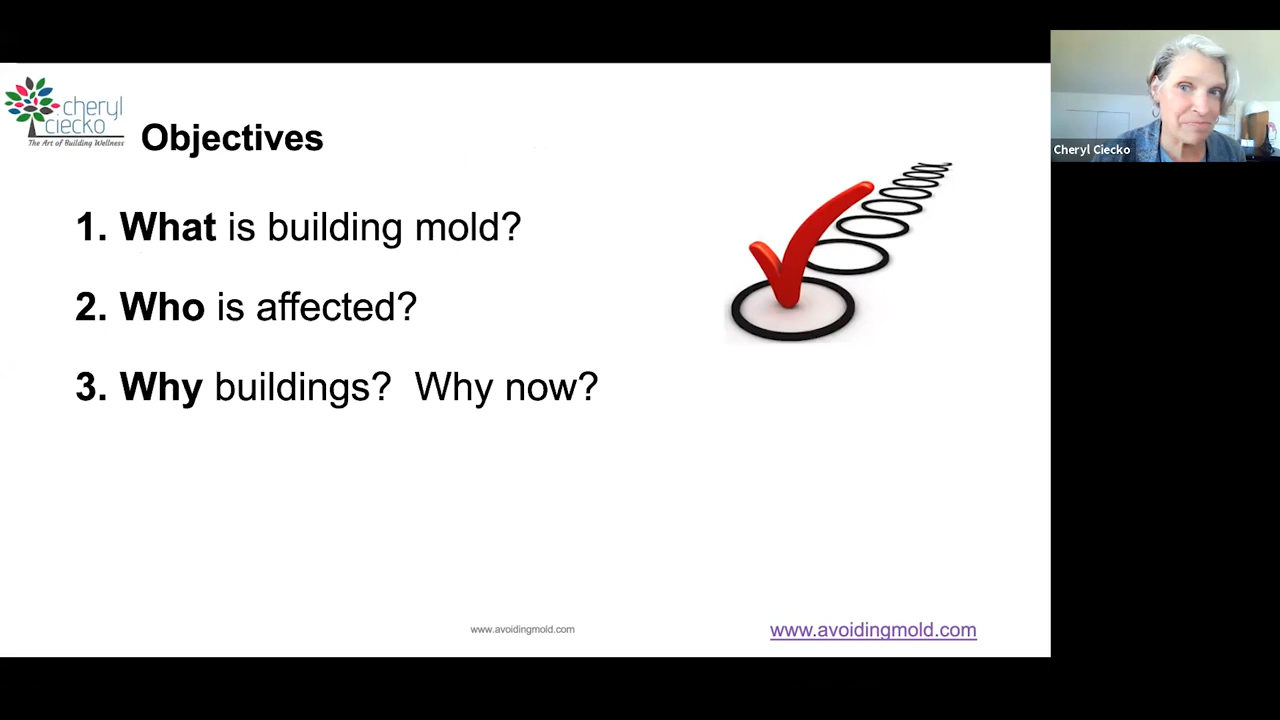 cheryl
ciecko
The Art of Building Wellness
Objectives
1. What is building mold?
2. Who is affected?
3. Why buildings?  Why now?
www.avoidingmold.com
www.avoidingmold.com
Cheryl Ciecko